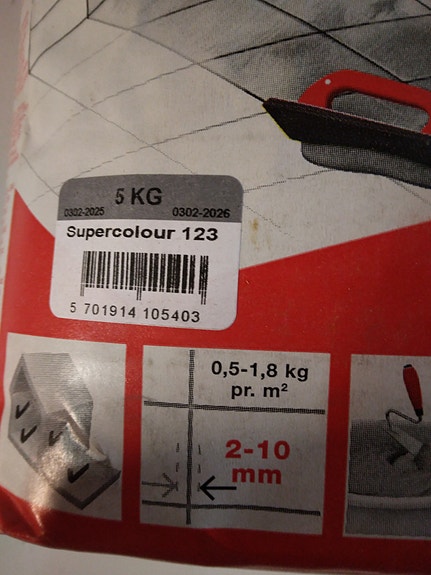 5 KG
0302-2025 0302-2026
Supercolour 123
5 701914 105403
0,5-1,8 kg
pr. m²
2-10
mm